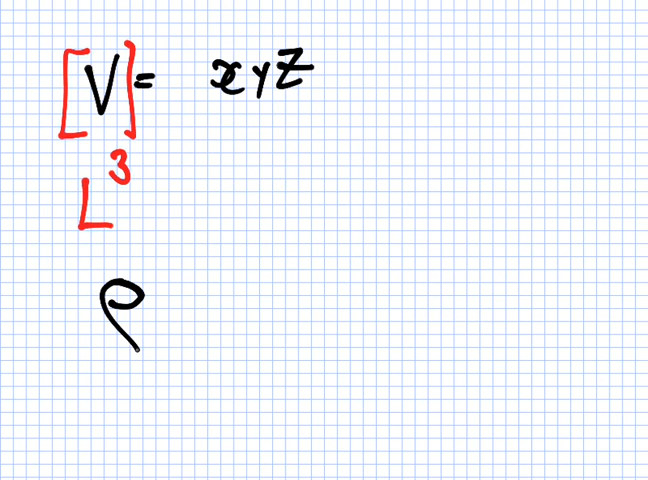 [V] = xyz
L³
ρ